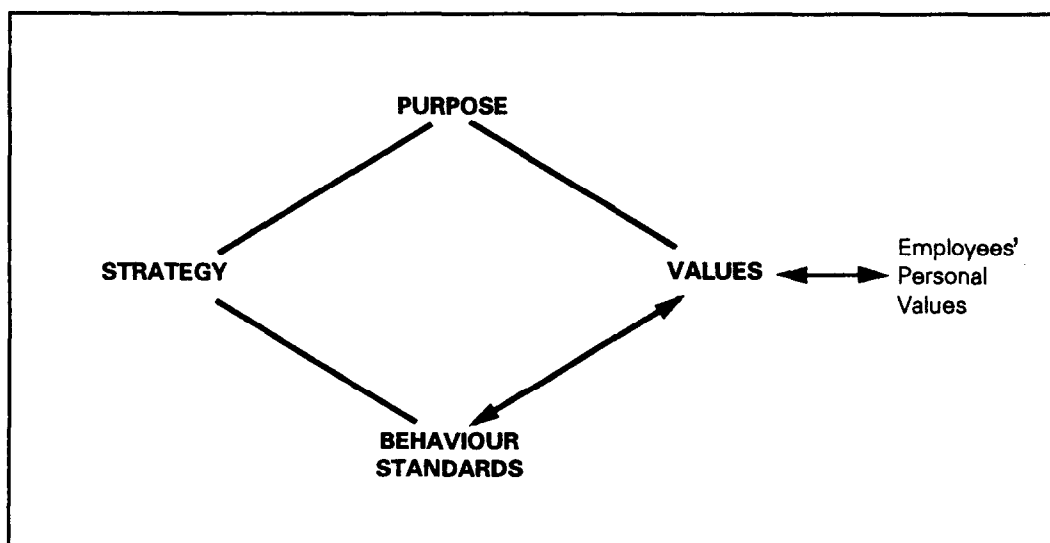 PURPOSE
STRATEGY
VALUES
Employees'
Personal
Values
BEHAVIOUR
STANDARDS